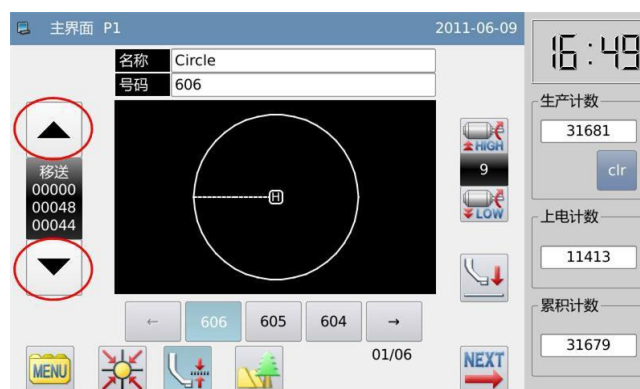 主界面 P1
2011-06-09
16:49
名称 Circle
号码 606
生产计数
31681
clr
移送
00000
00048
00044
H
HIGH
9
LOW
上电计数
11413
← 606 605 604 →
01/06
累积计数
31679
MENU
NEXT